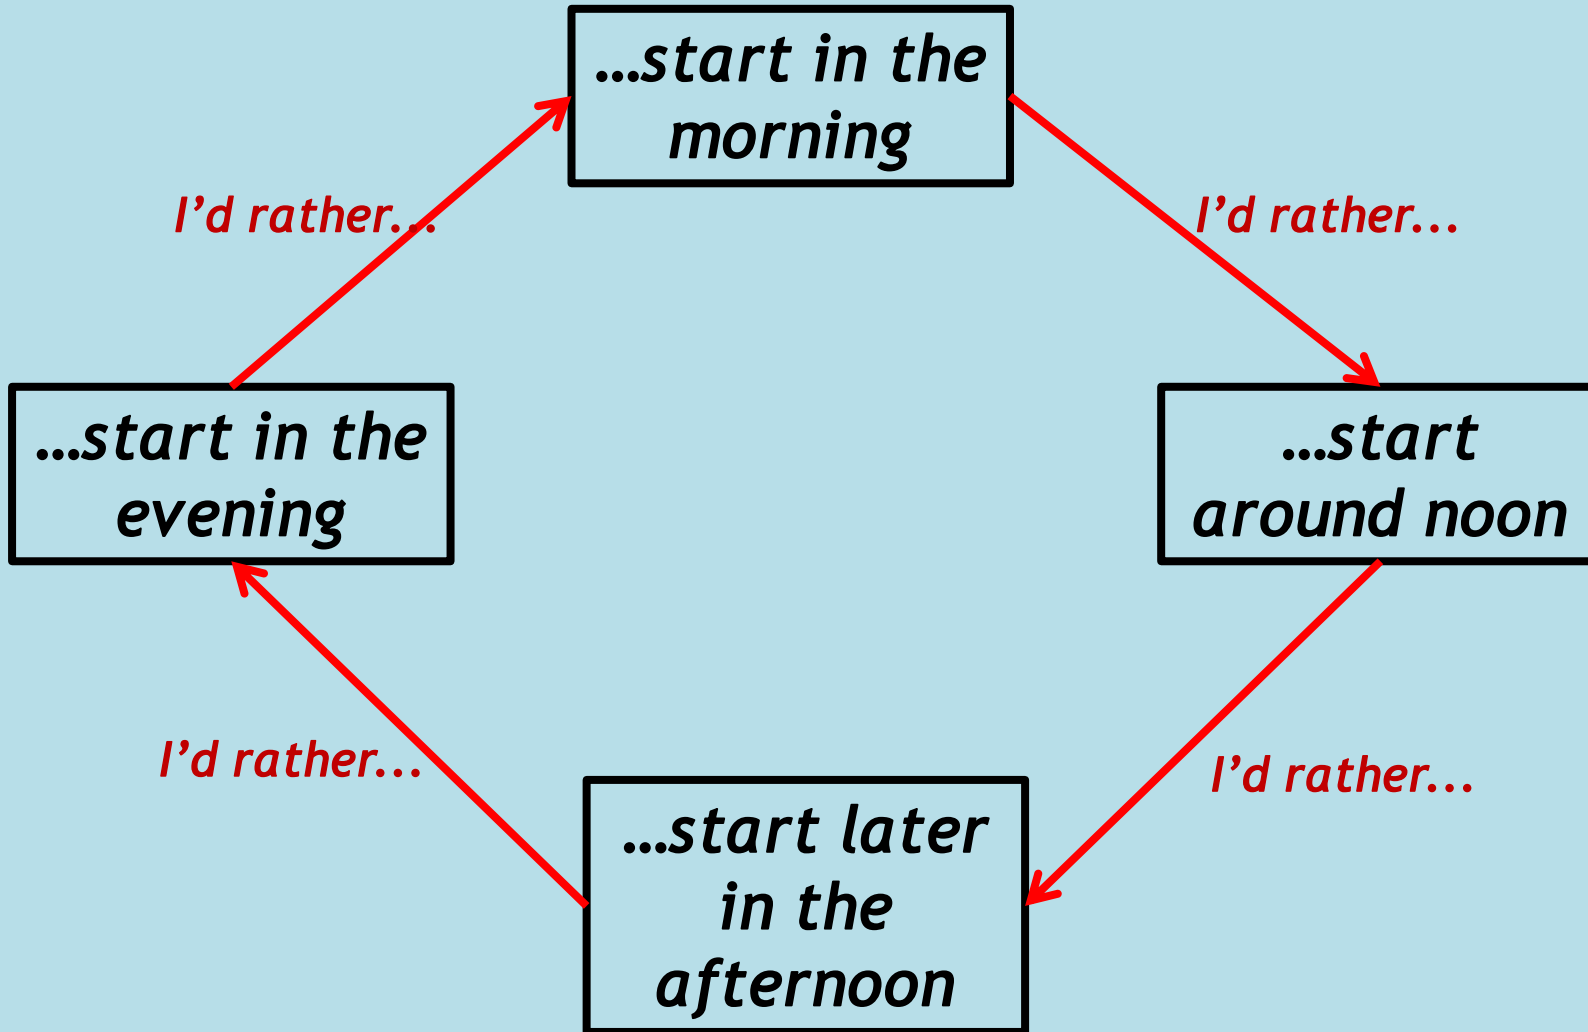 …start in the
morning
I’d rather...
I’d rather...
…start in the
evening
…start
around noon
I’d rather...
I’d rather...
…start later
in the
afternoon